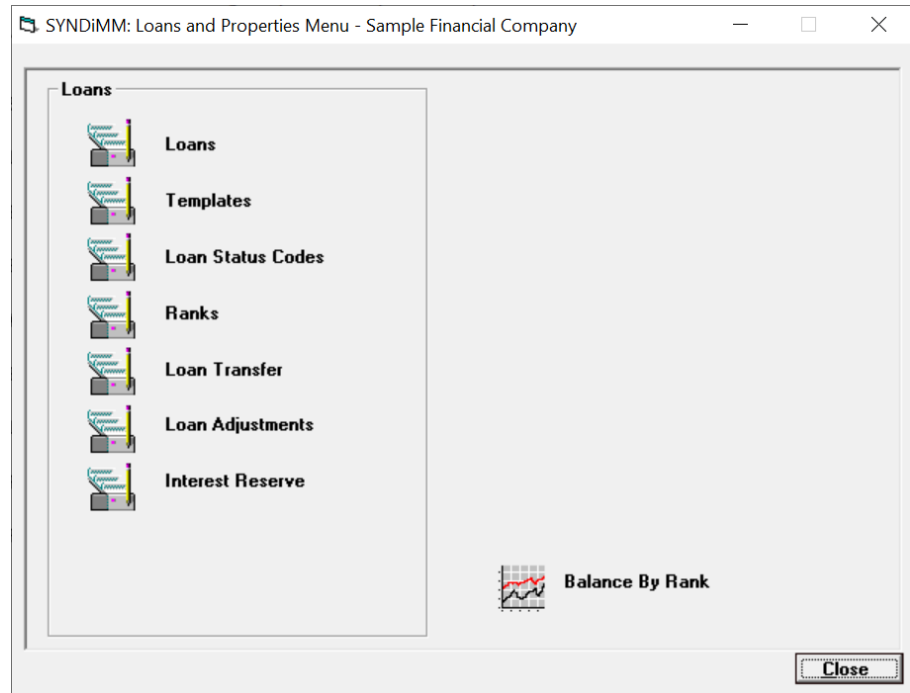 SYNDiMM: Loans and Properties Menu - Sample Financial Company
Loans
Loans
Templates
Loan Status Codes
Ranks
Loan Transfer
Loan Adjustments
Interest Reserve
Balance By Rank
Close